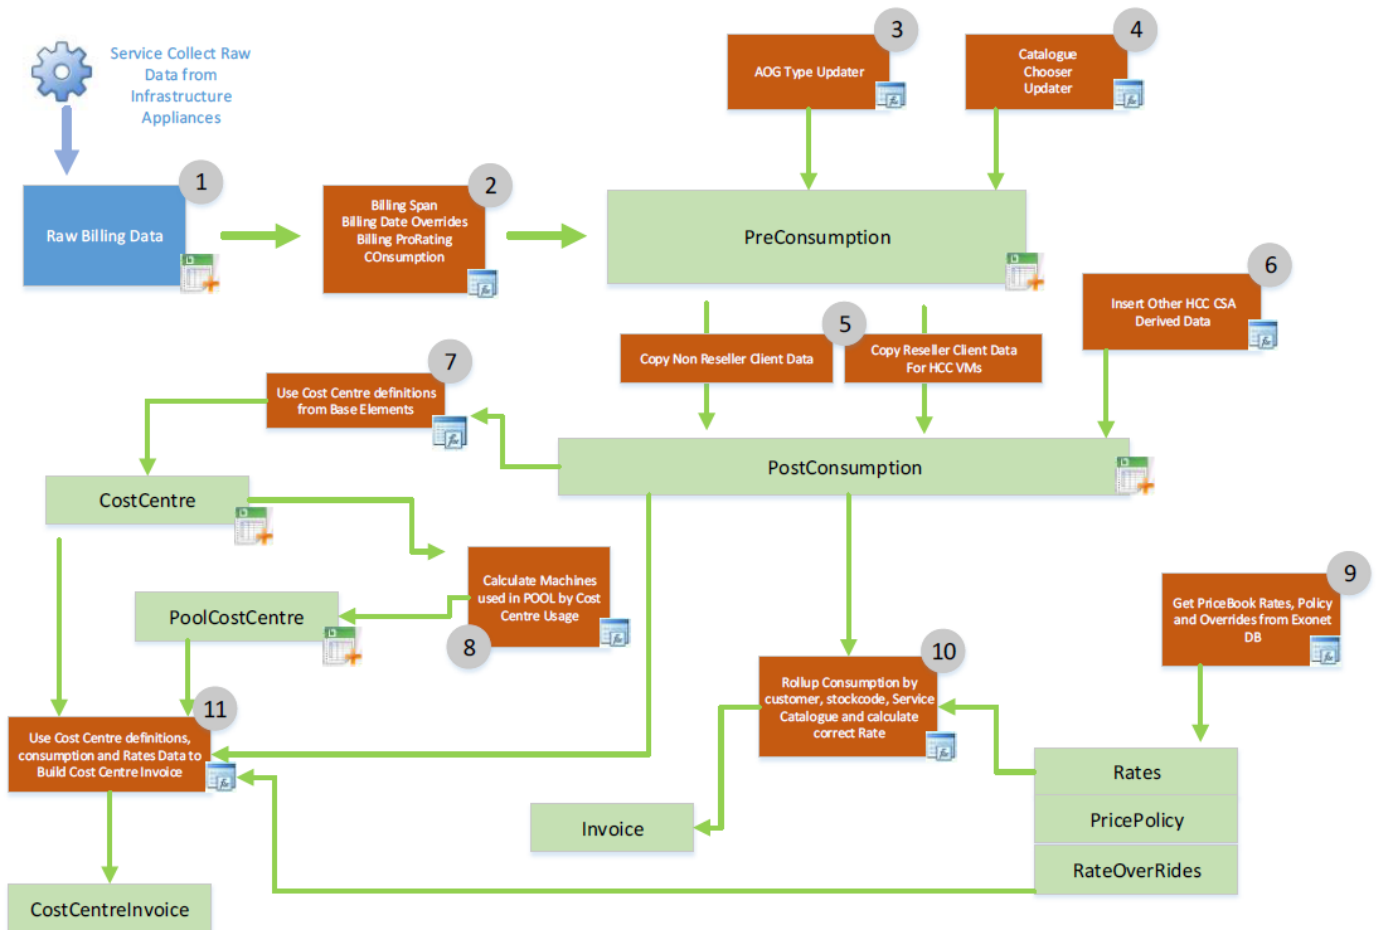 Service Collect Raw
Data from
Infrastructure
Appliances
1
Raw Billing Data
2
Billing Span
Billing Date Overrides
Billing ProRating
COnsumption
3
AOG Type Updater
4
Catalogue
Chooser
Updater
PreConsumption
5
Copy Non Reseller Client Data
Copy Reseller Client Data
For HCC VMs
6
Insert Other HCC CSA
Derived Data
7
Use Cost Centre definitions
from Base Elements
PostConsumption
CostCentre
Calculate Machines
used in POOL by Cost
Centre Usage
8
PoolCostCentre
9
Get PriceBook Rates, Policy
and Overrides from Exonet
DB
10
Rollup Consumption by
customer, stockcode, Service
Catalogue and calculate
correct Rate
11
Use Cost Centre definitions,
consumption and Rates Data to
Build Cost Centre Invoice
Rates
PricePolicy
RateOverRides
Invoice
CostCentreInvoice